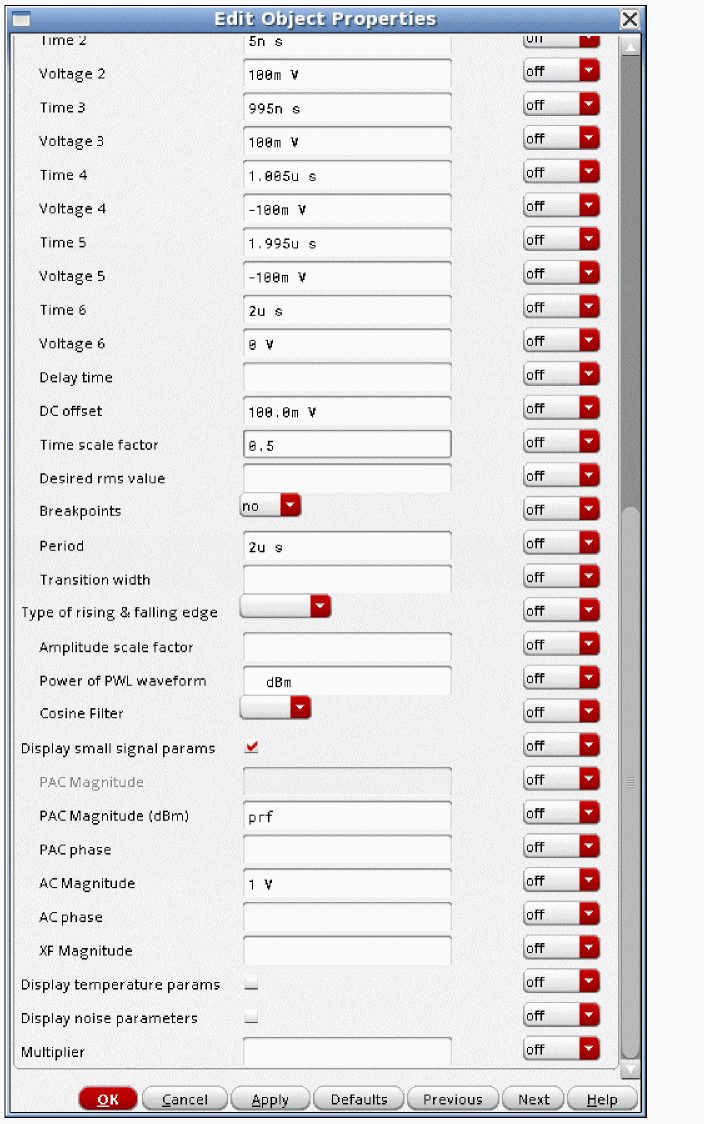 Edit Object Properties
Time 2 5n s off
Voltage 2 100m V off
Time 3 995n s off
Voltage 3 100m V off
Time 4 1.005u s off
Voltage 4 -100m V off
Time 5 1.995u s off
Voltage 5 -100m V off
Time 6 2u s off
Voltage 6 0 V off
Delay time off
DC offset 100.0m V off
Time scale factor 0.5 off
Desired rms value off
Breakpoints no off
Period 2u s off
Transition width off
Type of rising & falling edge off
Amplitude scale factor off
Power of PWL waveform dBm off
Cosine Filter off
Display small signal params off
PAC Magnitude off
PAC Magnitude (dBm) prf off
PAC phase off
AC Magnitude 1 V off
AC phase off
XF Magnitude off
Display temperature params off
Display noise parameters off
Multiplier off
OK Cancel Apply Defaults Previous Next Help